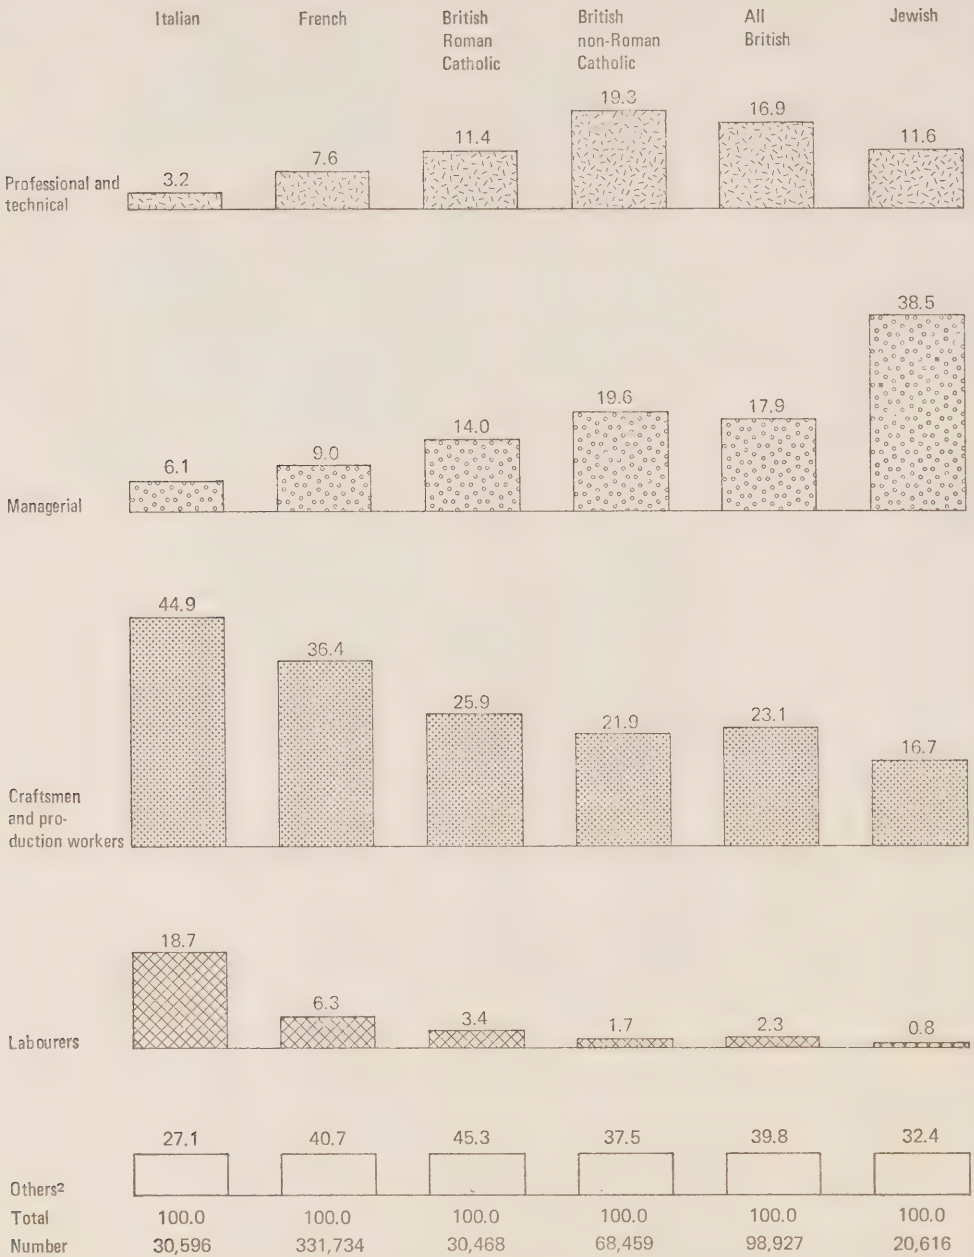 Italian French British British All Jewish
Roman non-Roman British
Catholic Catholic
19.3
16.9
11.4 11.6
7.6
Professional and 3.2
technical
38.5
19.6
17.9
14.0
9.0
6.1
Managerial
44.9
36.4
25.9
21.9 23.1
16.7
Craftsmen
and pro-
duction workers
18.7
6.3
3.4
1.7 2.3 0.8
Labourers
27.1 40.7 45.3 37.5 39.8 32.4
Others²
Total 100.0 100.0 100.0 100.0 100.0 100.0
Number 30,596 331,734 30,468 68,459 98,927 20,616